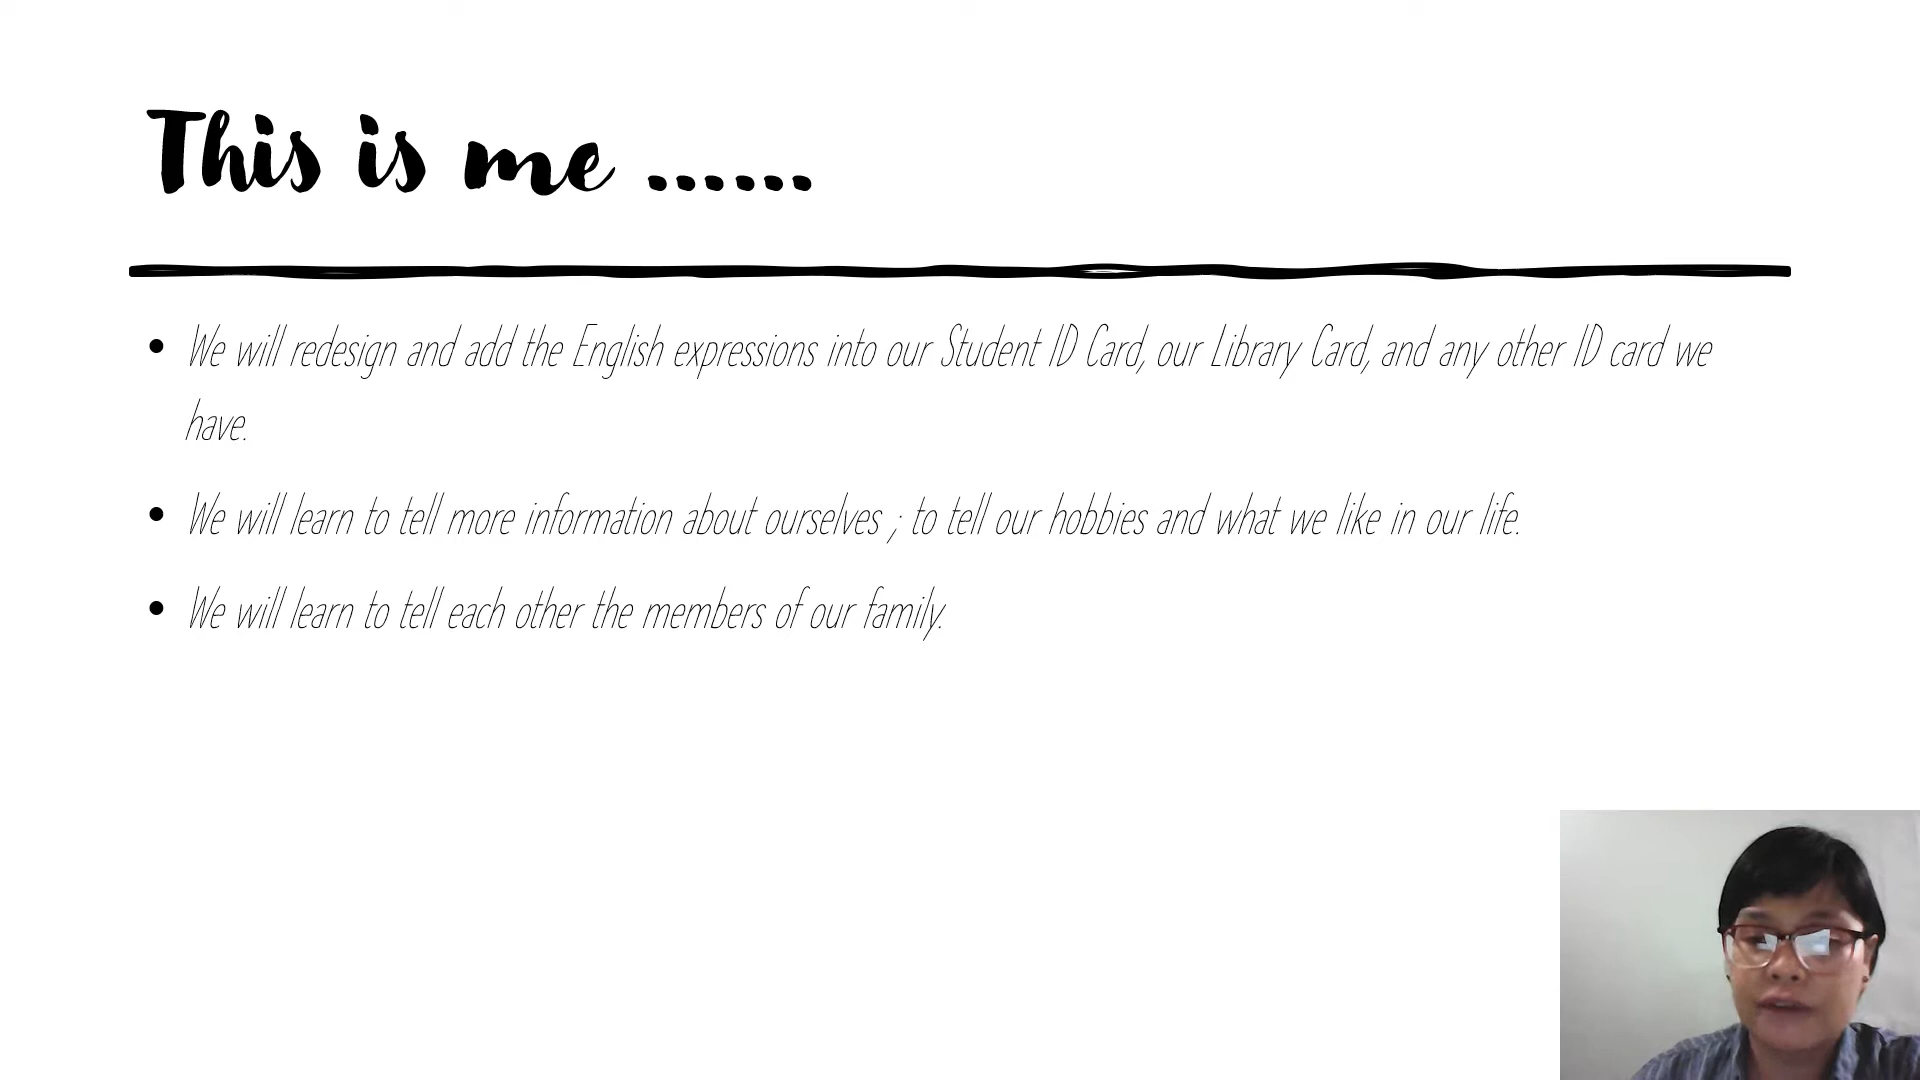 This is me ......
• We will redesign and add the English expressions into our Student ID Card, our Library Card, and any other ID card we
have.
• We will learn to tell more information about ourselves ; to tell our hobbies and what we like in our life.
• We will learn to tell each other the members of our family.